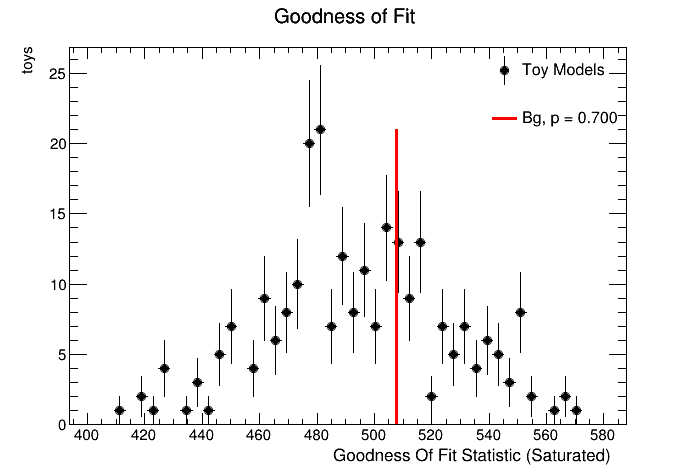 Goodness of Fit
toys
25
20
15
10
5
0
Toy Models
Bg, p = 0.700
400 420 440 460 480 500 520 540 560 580
Goodness Of Fit Statistic (Saturated)